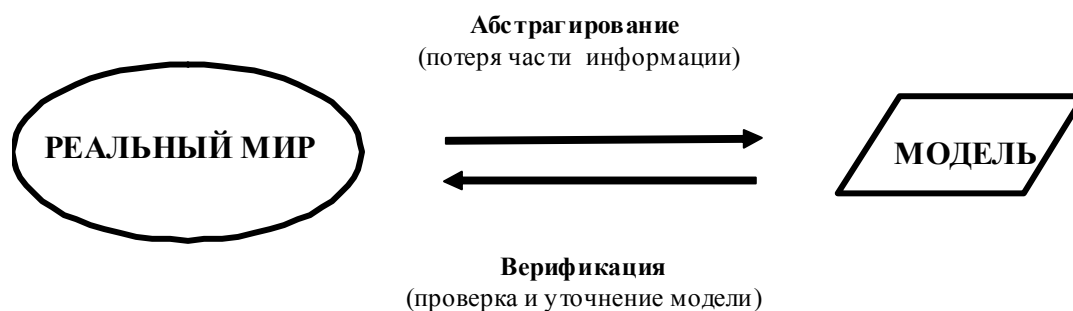 Абстрагирование
(потеря части информации)
РЕАЛЬНЫЙ МИР
МОДЕЛЬ
Верификация
(проверка и уточнение модели)